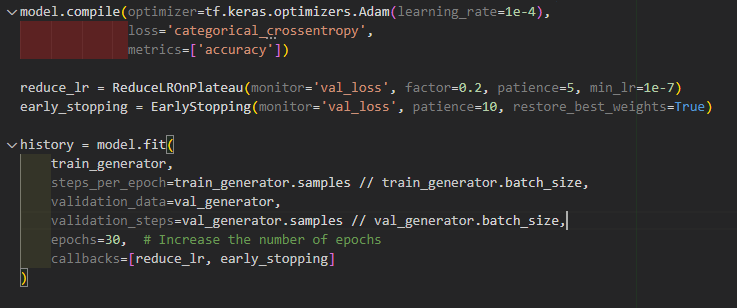 model.compile(optimizer=tf.keras.optimizers.Adam(learning_rate=1e-4),
loss='categorical_crossentropy',
metrics=['accuracy'])
reduce_lr = ReduceLROnPlateau(monitor='val_loss', factor=0.2, patience=5, min_lr=1e-7)
early_stopping = EarlyStopping(monitor='val_loss', patience=10, restore_best_weights=True)
history = model.fit(
train_generator,
steps_per_epoch=train_generator.samples // train_generator.batch_size,
validation_data=val_generator,
validation_steps=val_generator.samples // val_generator.batch_size,
epochs=30,  # Increase the number of epochs
callbacks=[reduce_lr, early_stopping]
)